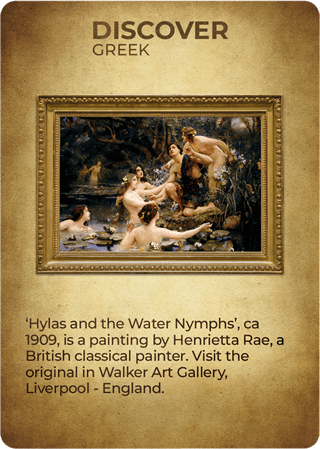 DISCOVER
GREEK
‘Hylas and the Water Nymphs’, ca
1909, is a painting by Henrietta Rae, a
British classical painter. Visit the
original in Walker Art Gallery,
Liverpool - England.